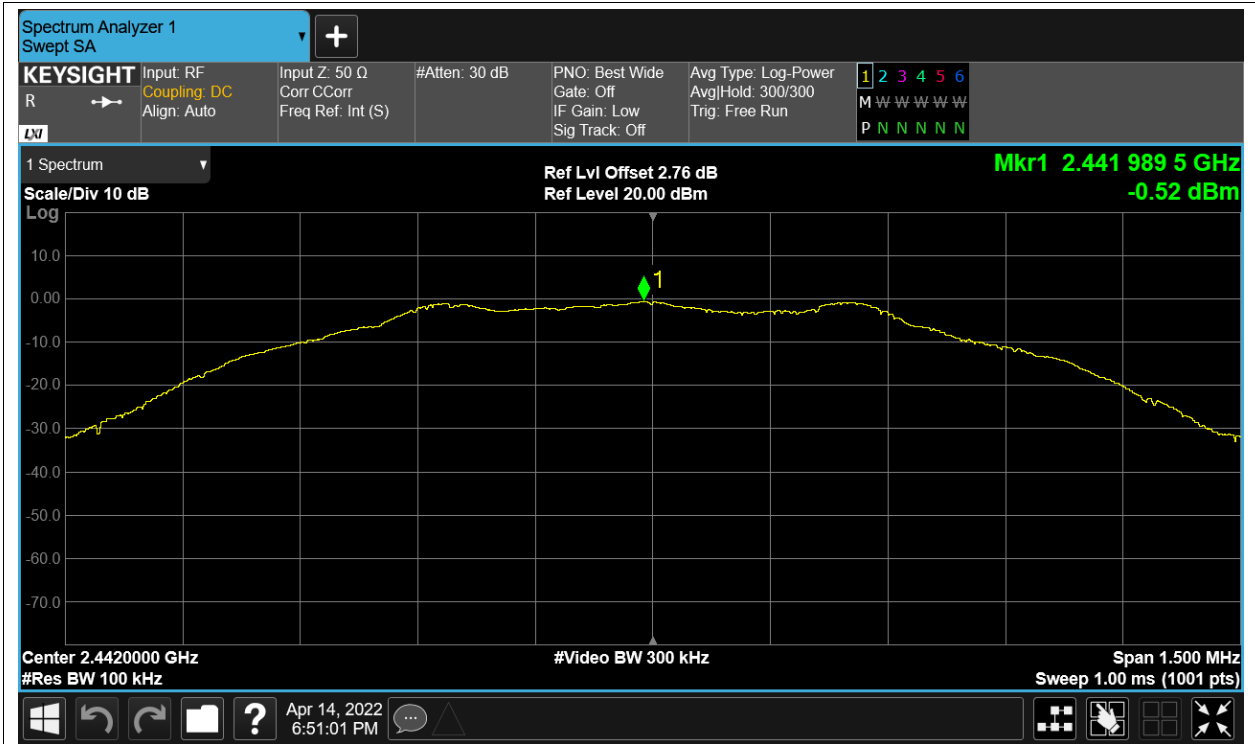 Spectrum Analyzer 1
Swept SA
KEYSIGHT
R
LXI
Input: RF
Coupling: DC
Align: Auto
Input Z: 50 Ω
Corr CCorr
Freq Ref: Int (S)
#Atten: 30 dB
PNO: Best Wide
Gate: Off
IF Gain: Low
Sig Track: Off
Avg Type: Log-Power
Avg|Hold: 300/300
Trig: Free Run
1 2 3 4 5 6
M W W W W W
P N N N N N
1 Spectrum
Scale/Div 10 dB
Log
Ref Lvl Offset 2.76 dB
Ref Level 20.00 dBm
Mkr1 2.441 989 5 GHz
-0.52 dBm
10.0
0.00
-10.0
-20.0
-30.0
-40.0
-50.0
-60.0
-70.0
1
Center 2.4420000 GHz
#Res BW 100 kHz
#Video BW 300 kHz
Span 1.500 MHz
Sweep 1.00 ms (1001 pts)
?
Apr 14, 2022
6:51:01 PM